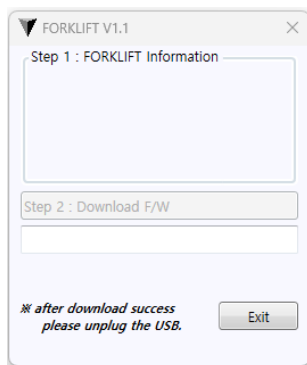 FORKLIFT V1.1
Step 1 : FORKLIFT Information
Step 2 : Download F/W
※ after download success
please unplug the USB.
Exit